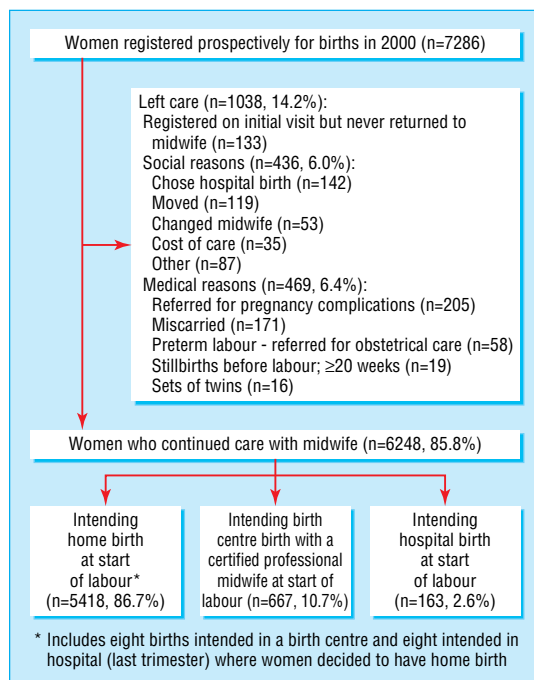 Women registered prospectively for births in 2000 (n=7286)
Left care (n=1038, 14.2%):
Registered on initial visit but never returned to
midwife (n=133)
Social reasons (n=436, 6.0%):
Chose hospital birth (n=142)
Moved (n=119)
Changed midwife (n=53)
Cost of care (n=35)
Other (n=87)
Medical reasons (n=469, 6.4%):
Referred for pregnancy complications (n=205)
Miscarried (n=171)
Preterm labour - referred for obstetrical care (n=58)
Stillbirths before labour; ≥20 weeks (n=19)
Sets of twins (n=16)
Women who continued care with midwife (n=6248, 85.8%)
Intending
home birth
at start
of labour*
(n=5418, 86.7%)
Intending birth
centre birth with a
certified professional
midwife at start of
labour (n=667, 10.7%)
Intending
hospital birth
at start
of labour
(n=163, 2.6%)
* Includes eight births intended in a birth centre and eight intended in
hospital (last trimester) where women decided to have home birth